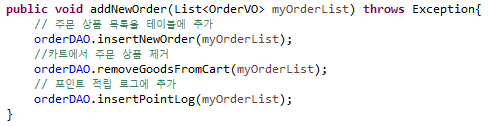 public void addNewOrder(List<OrderVO> myOrderList) throws Exception{
// 주문 상품 목록을 테이블에 추가
orderDAO.insertNewOrder(myOrderList);
//카트에서 주문 상품 제거
orderDAO.removeGoodsFromCart(myOrderList);
// 포인트 적립 로그에 추가
orderDAO.insertPointLog(myOrderList);
}